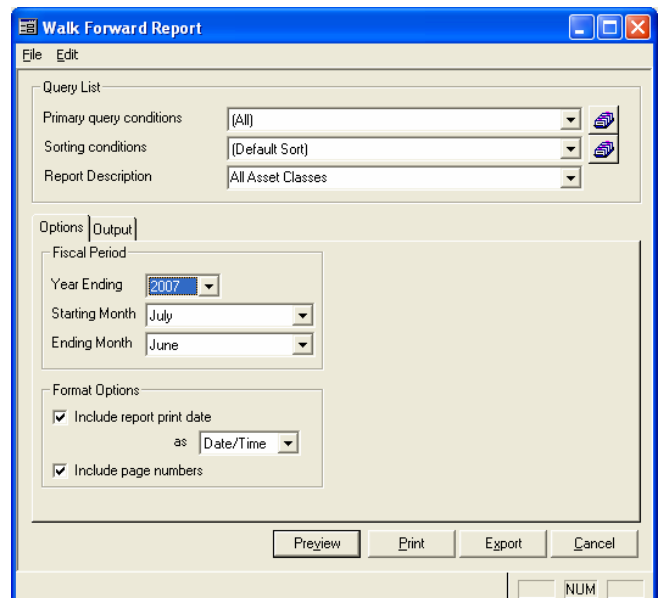 Walk Forward Report
File Edit
Query List
Primary query conditions (All)
Sorting conditions (Default Sort)
Report Description All Asset Classes
Options Output
Fiscal Period
Year Ending 2007
Starting Month July
Ending Month June
Format Options
Include report print date
as Date/Time
Include page numbers
Preview Print Export Cancel
NUM